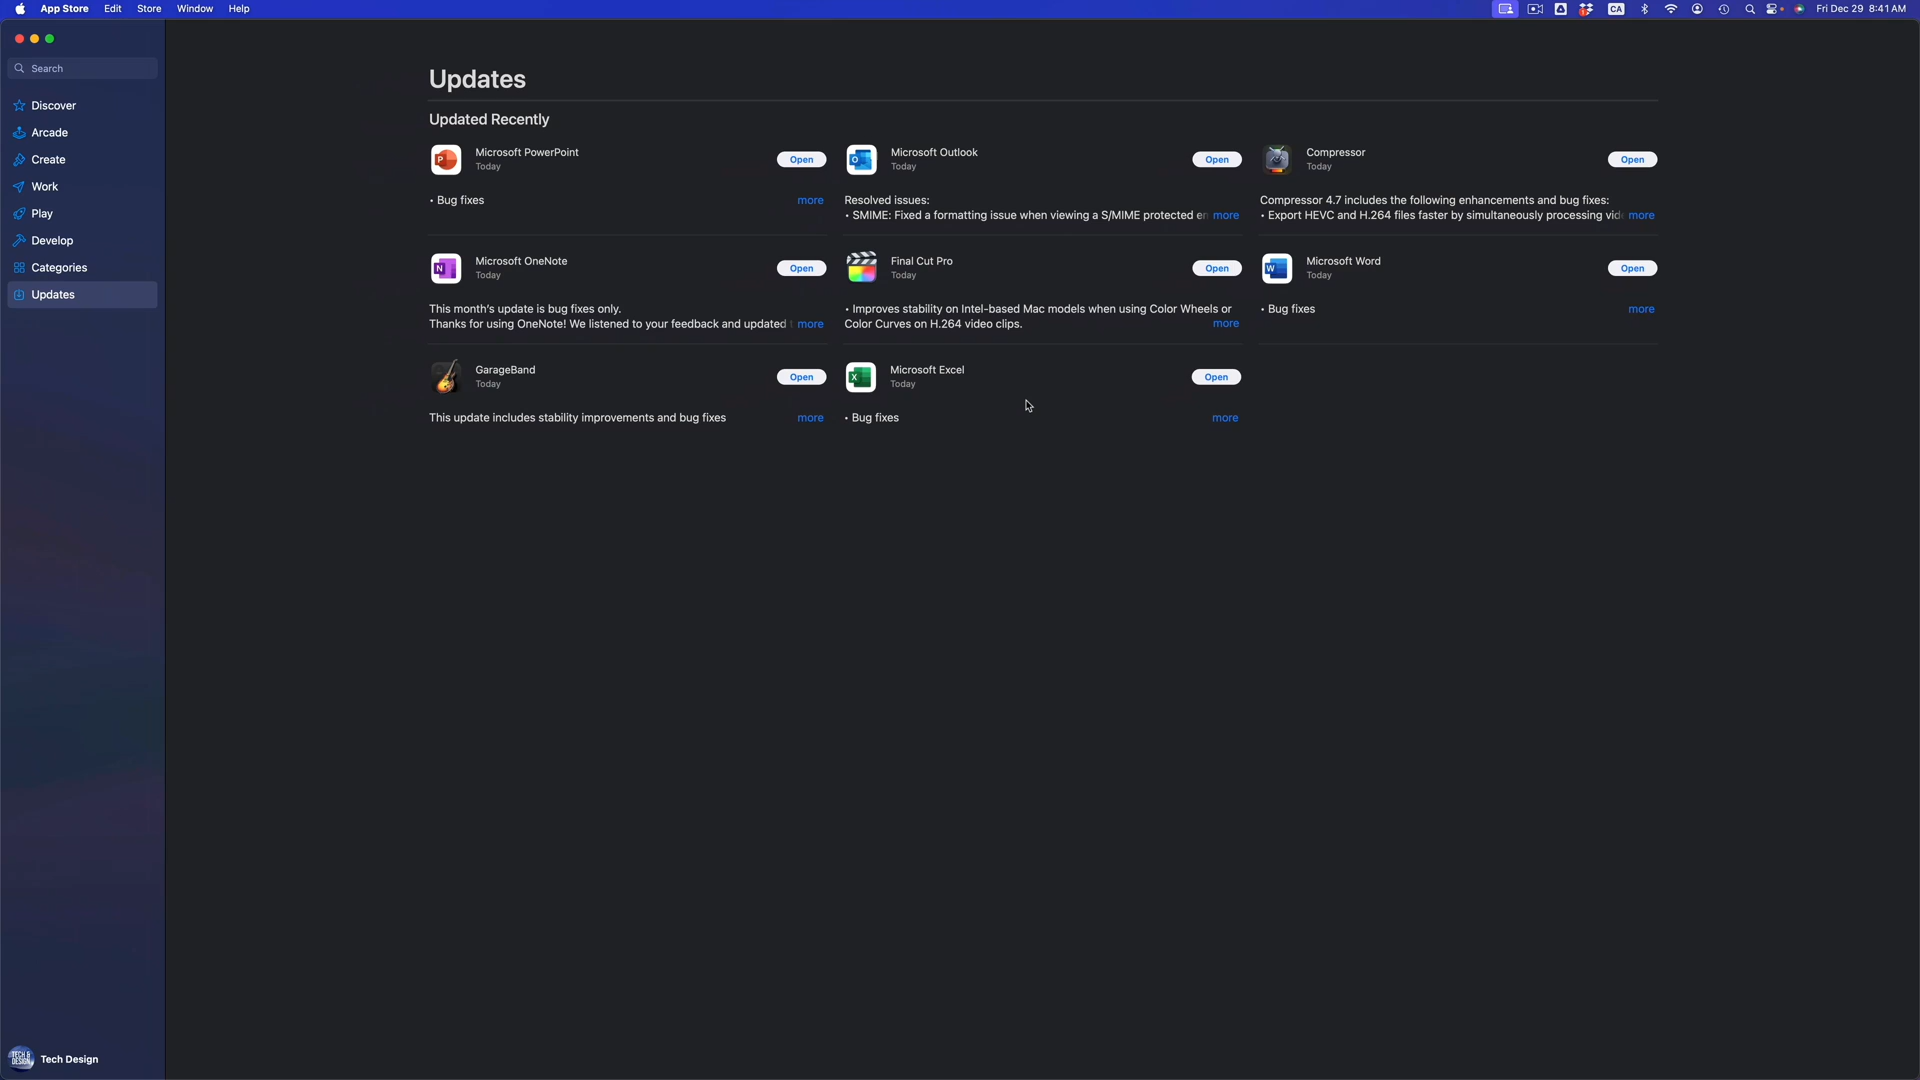 App Store Edit Store Window Help CA Fri Dec 29 8:41 AM
Search
Discover
Arcade
Create
Work
Play
Develop
Categories
Updates
Updates
Updated Recently
Microsoft PowerPoint
Today
Open
• Bug fixes
more
Microsoft Outlook
Today
Open
Resolved issues:
• SMIME: Fixed a formatting issue when viewing a S/MIME protected more
Compressor
Today
Open
Compressor 4.7 includes the following enhancements and bug fixes:
• Export HEVC and H.264 files faster by simultaneously processing more
Microsoft OneNote
Today
Open
This month's update is bug fixes only.
Thanks for using OneNote! We listened to your feedback and updated more
Final Cut Pro
Today
Open
• Improves stability on Intel-based Mac models when using Color Wheels or
Color Curves on H.264 video clips. more
Microsoft Word
Today
Open
• Bug fixes
more
GarageBand
Today
Open
This update includes stability improvements and bug fixes more
Microsoft Excel
Today
Open
• Bug fixes
more
TECH &
DESIGN
Tech Design